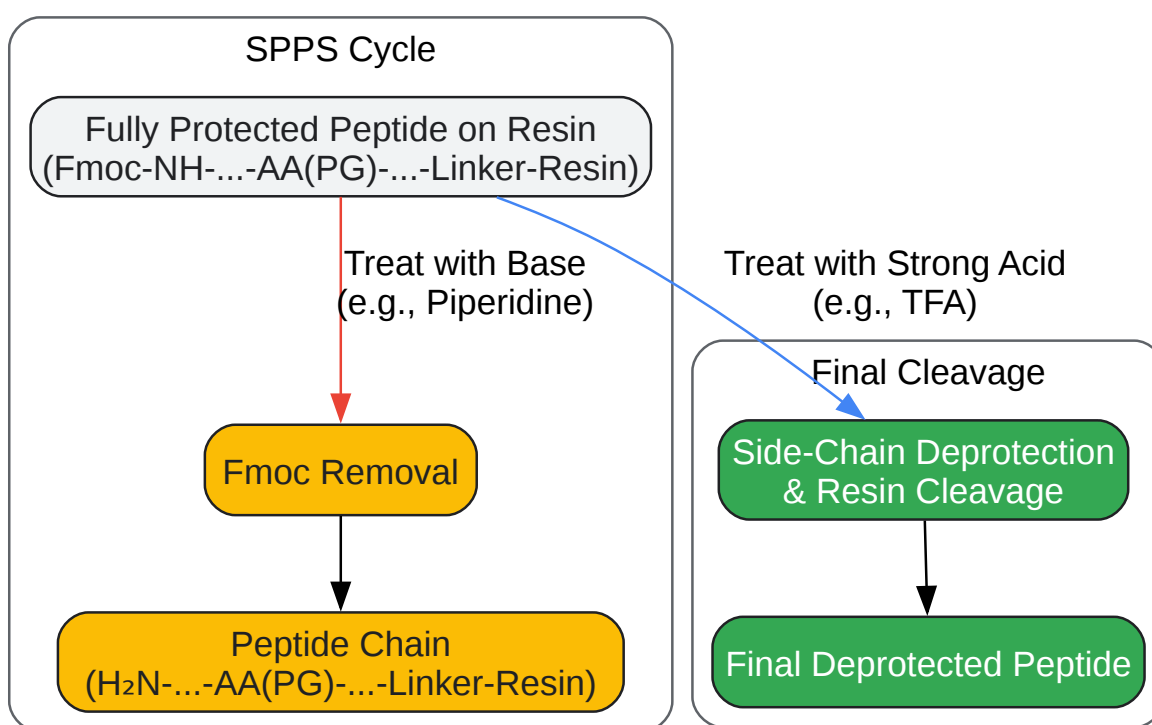 SPPS Cycle
Fully Protected Peptide on Resin
(Fmoc-NH-...-AA(PG)-...-Linker-Resin)
Treat with Base
(e.g., Piperidine)
Treat with Strong Acid
(e.g., TFA)
Final Cleavage
Fmoc Removal
Side-Chain Deprotection
& Resin Cleavage
Peptide Chain
(H₂N-...-AA(PG)-...-Linker-Resin)
Final Deprotected Peptide